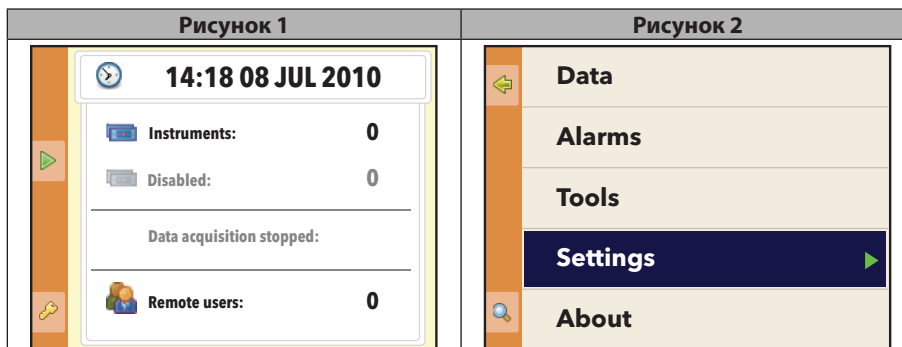 Рисунок 1
Рисунок 2
14:18 08 JUL 2010
Instruments: 0
Disabled: 0
Data acquisition stopped:
Remote users: 0
Data
Alarms
Tools
Settings
About